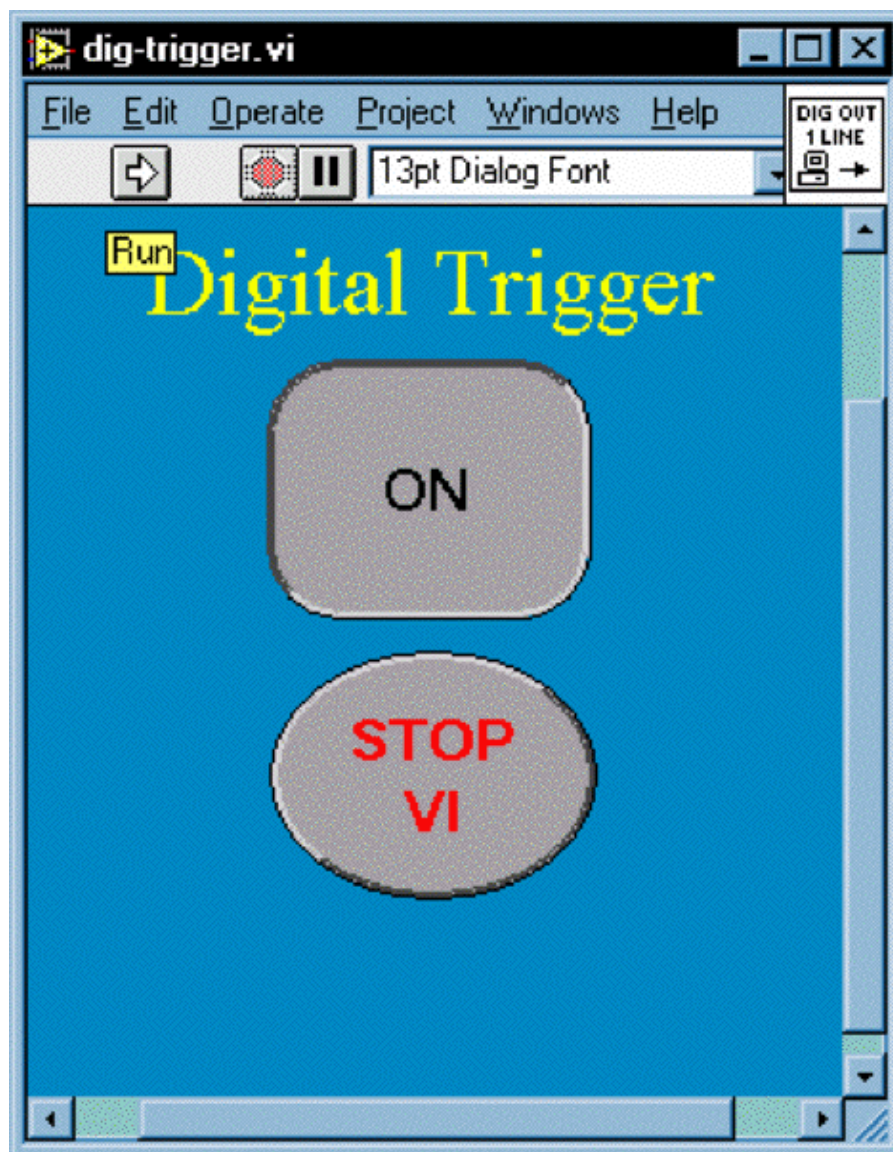 dig-trigger.vi
File Edit Operate Project Windows Help
DIG OUT
1 LINE
13pt Dialog Font
Run
Digital Trigger
ON
STOP
VI